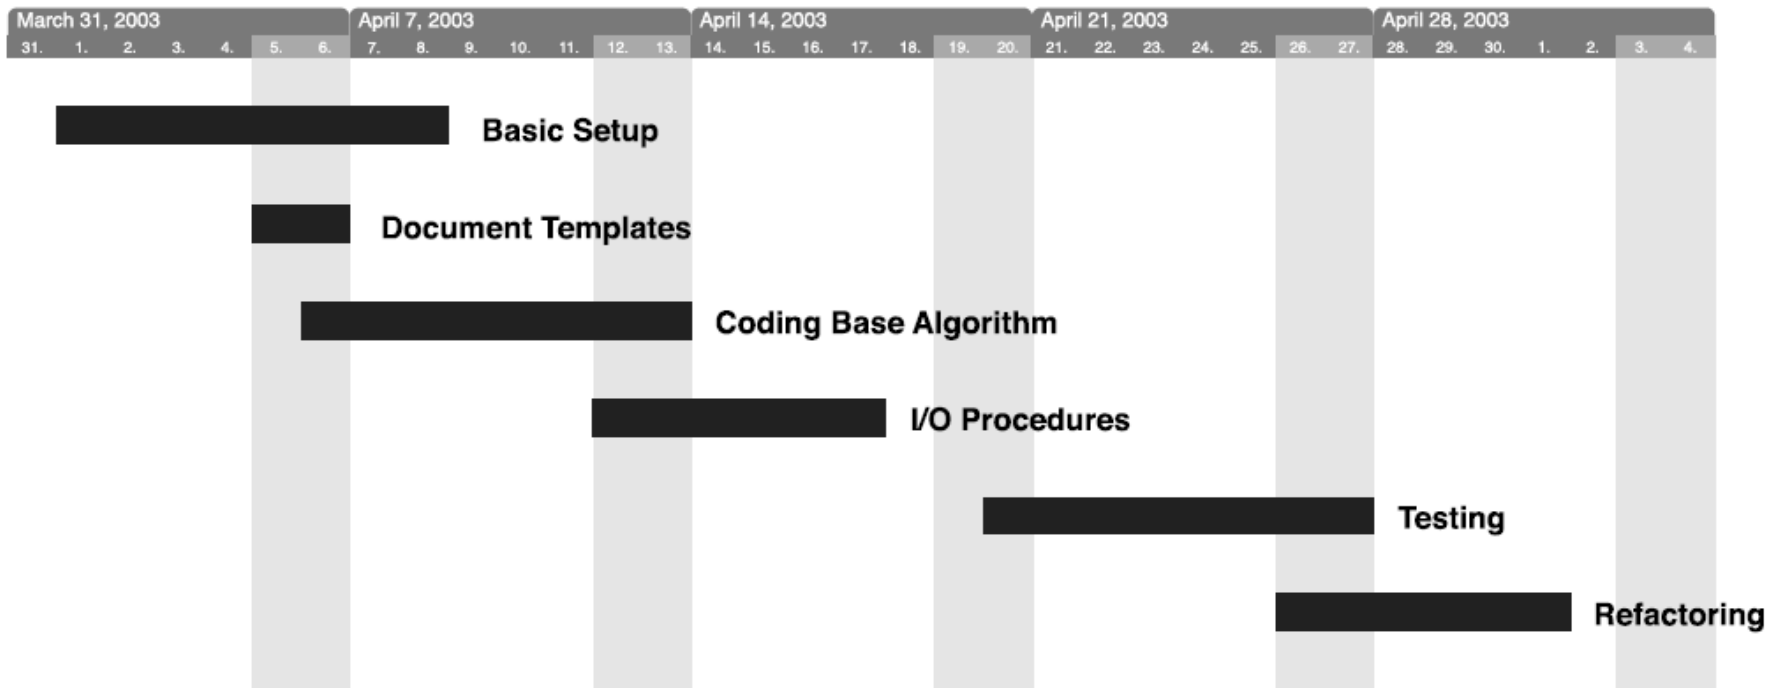 March 31, 2003 April 7, 2003 April 14, 2003 April 21, 2003 April 28, 2003
31. 1. 2. 3. 4. 5. 6. 7. 8. 9. 10. 11. 12. 13. 14. 15. 16. 17. 18. 19. 20. 21. 22. 23. 24. 25. 26. 27. 28. 29. 30. 1. 2. 3. 4.
Basic Setup
Document Templates
Coding Base Algorithm
I/O Procedures
Testing
Refactoring